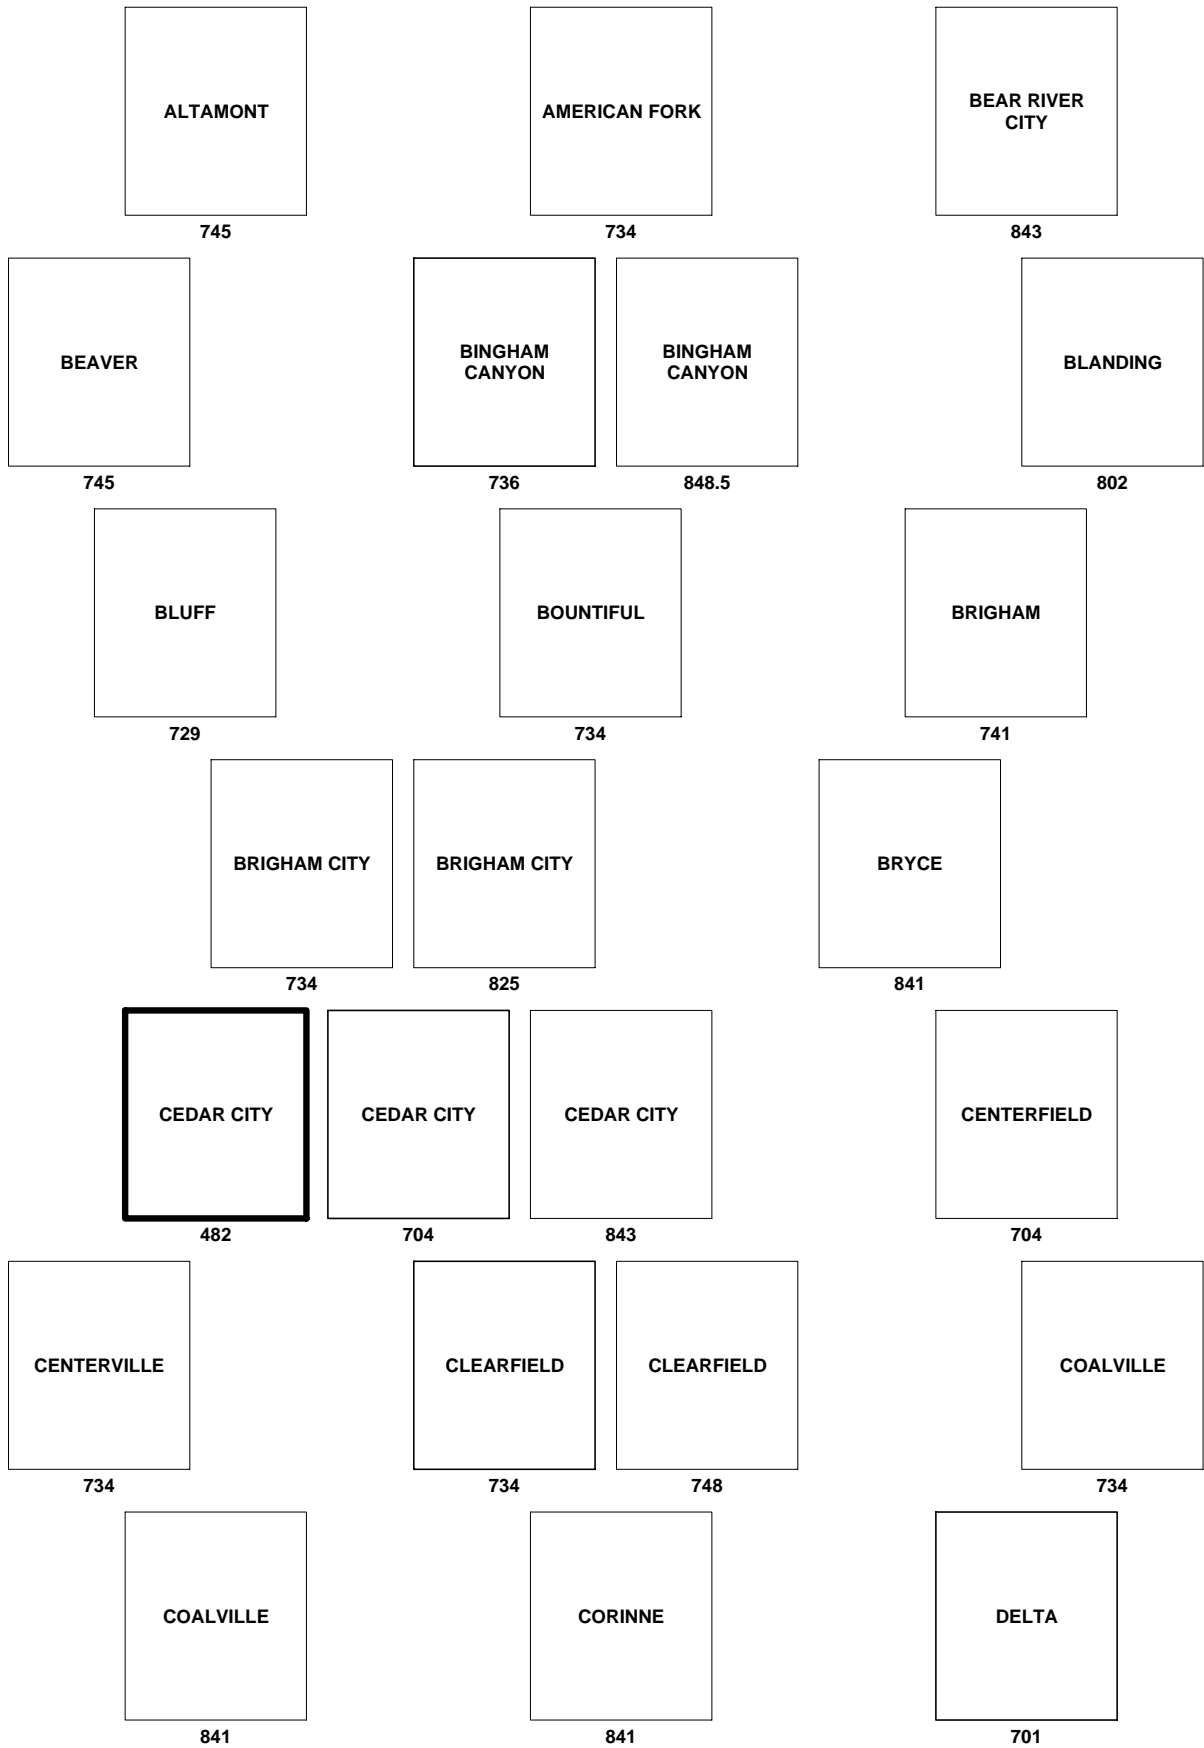 ALTAMONT
745
AMERICAN FORK
734
BEAR RIVER
CITY
843
BEAVER
745
BINGHAM
CANYON
736
BINGHAM
CANYON
848.5
BLANDING
802
BLUFF
729
BOUNTIFUL
734
BRIGHAM
741
BRIGHAM CITY
734
BRIGHAM CITY
825
BRYCE
841
CEDAR CITY
482
CEDAR CITY
704
CEDAR CITY
843
CENTERFIELD
704
CENTERVILLE
734
CLEARFIELD
734
CLEARFIELD
748
COALVILLE
734
COALVILLE
841
CORINNE
841
DELTA
701